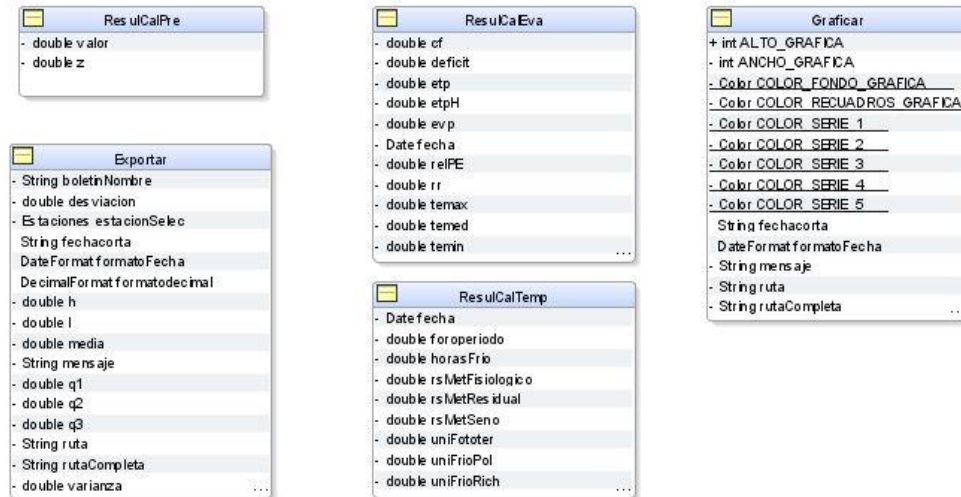 ResulCalPre
- double valor
- double z
Exportar
- String boletinNombre
- double desviacion
- Estaciones estacionSelec
String fechacorta
DateFormat formatoFecha
DecimalFormat formatodecimal
- double h
- double l
- double media
- String mensaje
- double q1
- double q2
- double q3
- String ruta
- String rutaCompleta
- double varianza
...
ResulCalEva
- double cf
- double deficit
- double etp
- double etpH
- double evp
- Date fecha
- double relPE
- double rr
- double temax
- double temed
- double temin
...
ResulCalTemp
- Date fecha
- double foroperiodo
- double horasFrio
- double rsMetFisiologico
- double rsMetResidual
- double rsMetSeno
- double uniFototer
- double uniFrioPol
- double uniFrioRich
...
Graficar
+ int ALTO_GRAFICA
- int ANCHO_GRAFICA
- Color COLOR_FONDO_GRAFICA
- Color COLOR_RECUADROS_GRAFICA
- Color COLOR_SERIE_1
- Color COLOR_SERIE_2
- Color COLOR_SERIE_3
- Color COLOR_SERIE_4
- Color COLOR_SERIE_5
String fechacorta
DateFormat formatoFecha
- String mensaje
- String ruta
- String rutaCompleta
...